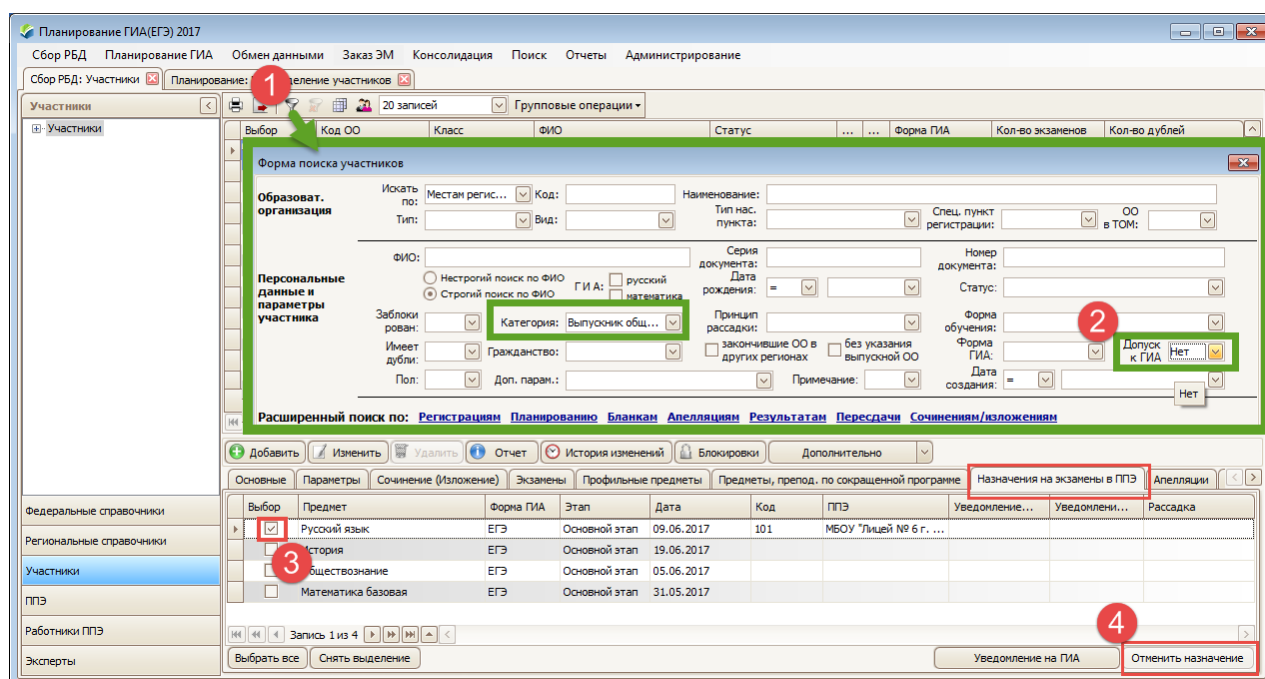 Планирование ГИА(ЕГЭ) 2017
Сбор РБД Планирование ГИА Обмен данными Заказ ЭМ Консолидация Поиск Отчеты Администрирование
Сбор РБД: Участники Планирование: ление участников
1
Участники 20 записей Групповые операции
Участники
Выбор Код ОО Класс ФИО Статус ... ... Форма ГИА Кол-во экзаменов Кол-во дублей
Форма поиска участников
Образоват. организация
Искать по: Местам регис... Код: Наименование:
Тип: Вид: Тип нас. пункта: Спец. пункт регистрации: ОО в ТОМ:
Персональные данные и параметры участника
ФИО: Серия документа: Номер документа:
Нестрогий поиск по ФИО ГИА: русский Дата рождения: = Статус:
Строгий поиск по ФИО математика
Заблоки рован: Категория: Выпускник общ... Принцип рассадки: Форма обучения: 2
Имеет дубли: Гражданство: закончившие ОО в других регионах без указания выпускной ОО Форма ГИА: Допуск к ГИА Нет
Пол: Доп. парам.: Примечание: Дата создания: =
Нет
Расширенный поиск по: Регистрациям Планированию Бланкам Апелляциям Результатам Пересдачи Сочинениям/изложениям
Добавить Изменить Удалить Отчет История изменений Блокировки Дополнительно
Основные Параметры Сочинение (Изложение) Экзамены Профильные предметы Предметы, препод. по сокращенной программе Назначения на экзамены в ППЭ Апелляции
Выбор Предмет Форма ГИА Этап Дата Код ППЭ Уведомление... Уведомлени... Рассадка
Русский язык ЕГЭ Основной этап 09.06.2017 101 МБОУ "Лицей № 6 г. ...
История ЕГЭ Основной этап 19.06.2017
3
Обществознание ЕГЭ Основной этап 05.06.2017
Математика базовая ЕГЭ Основной этап 31.05.2017
Федеральные справочники
Региональные справочники
Участники
ППЭ
Работники ППЭ
Эксперты
Запись 1 из 4 4
Выбрать все Снять выделение Уведомление на ГИА Отменить назначение